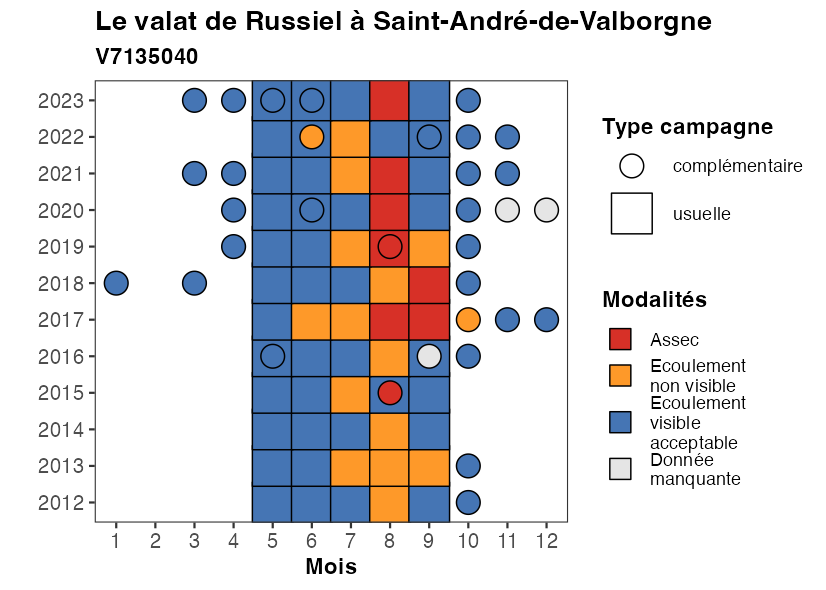 Le valat de Russiel à Saint-André-de-Valborgne
V7135040
2023
2022
2021
2020
2019
2018
2017
2016
2015
2014
2013
2012
1 2 3 4 5 6 7 8 9 10 11 12
Mois
Type campagne
complémentaire
usuelle
Modalités
Assec
Ecoulement
non visible
Ecoulement
visible
acceptable
Donnée
manquante